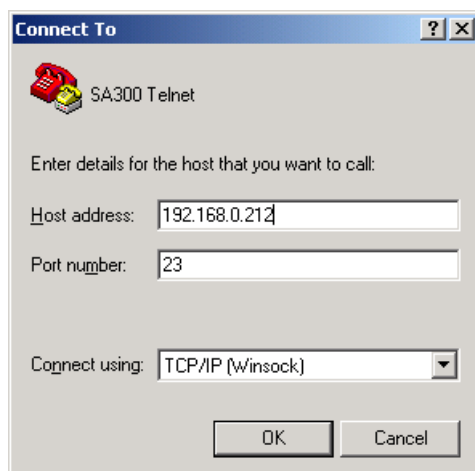 Connect To
SA300 Telnet
Enter details for the host that you want to call:
Host address: 192.168.0.212
Port number: 23
Connect using: TCP/IP (Winsock)
OK Cancel